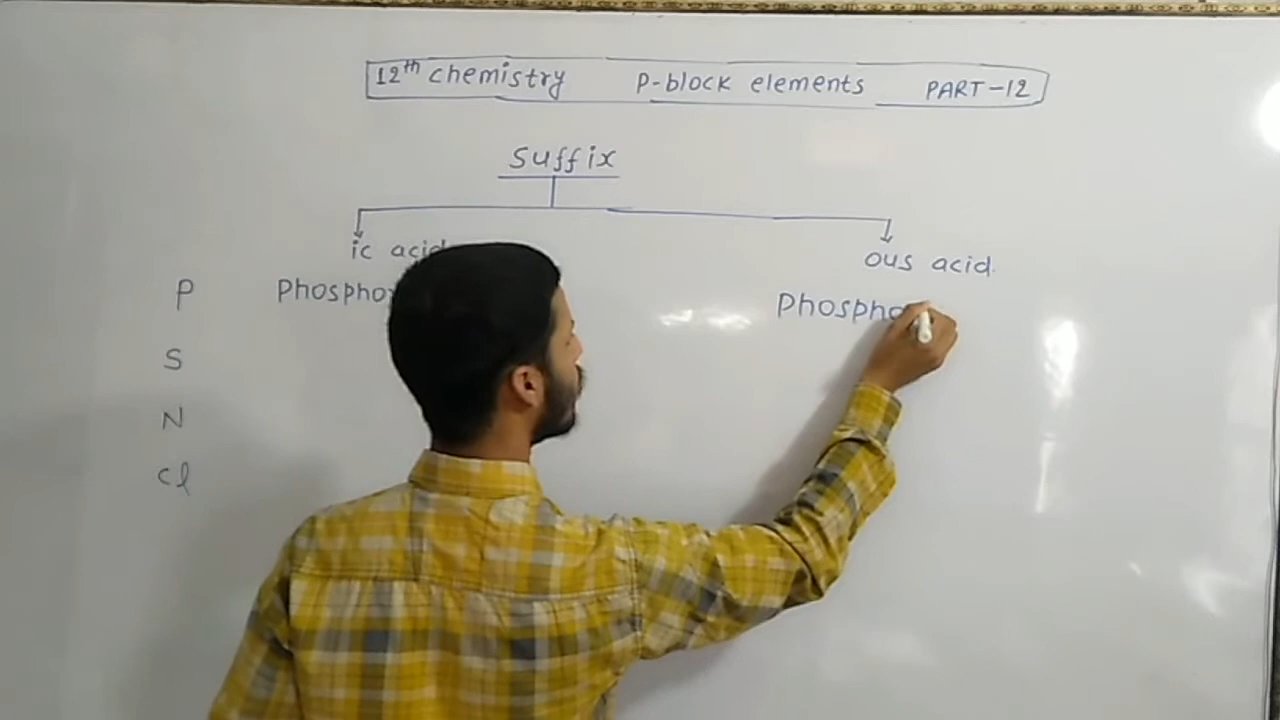 12th chemistry P-block elements PART-12
Suffix
ic acid ous acid.
P Phospho Phospho
S
N
Cl